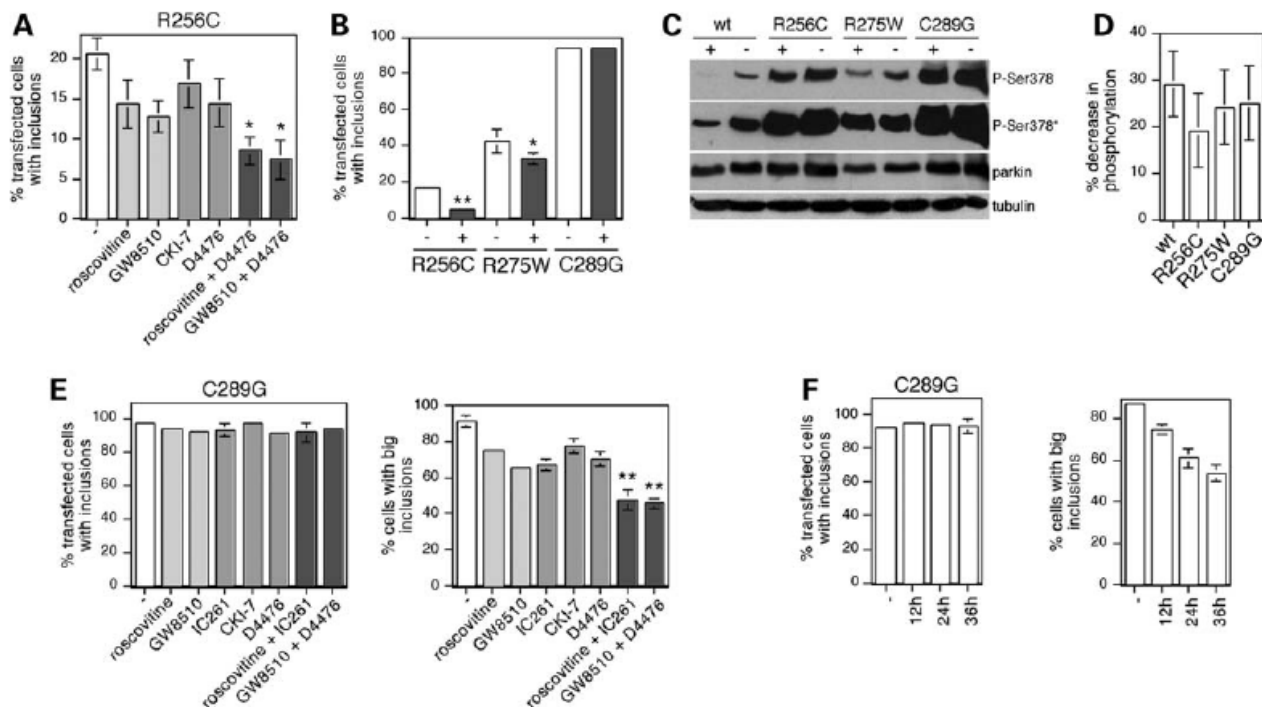 A
R256C
% transfected cells
with inclusions
20
15
10
5
0
-
roscovitine
GW8510
CKI-7
D4476
roscovitine + D4476
GW8510 + D4476
*
*
B
% transfected cells
with inclusions
100
80
60
40
20
0
**
*
- + - + - +
R256C R275W C289G
C
wt R256C R275W C289G
+ - + - + - + -
P-Ser378
P-Ser378*
parkin
tubulin
D
% decrease in
phosphorylation
40
30
20
10
0
wt
R256C
R275W
C289G
E
C289G
% transfected cells
with inclusions
100
80
60
40
20
0
-
roscovitine
GW8510
IC261
CKI-7
D4476
roscovitine + IC261
GW8510 + D4476
% cells with big
inclusions
100
80
60
40
20
0
** **
-
roscovitine
GW8510
IC261
CKI-7
D4476
roscovitine + IC261
GW8510 + D4476
F
C289G
% transfected cells
with inclusions
100
80
60
40
20
0
-
12h
24h
36h
% cells with big
inclusions
80
60
40
20
0
-
12h
24h
36h